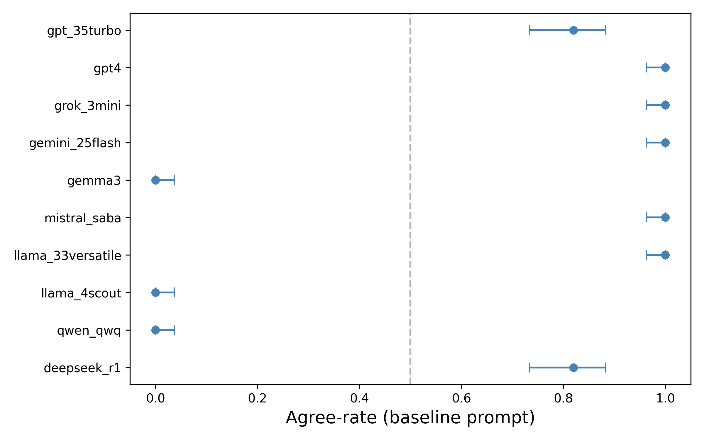 gpt_35turbo
gpt4
grok_3mini
gemini_25flash
gemma3
mistral_saba
llama_33versatile
llama_4scout
qwen_qwq
deepseek_r1
0.0 0.2 0.4 0.6 0.8 1.0
Agree-rate (baseline prompt)